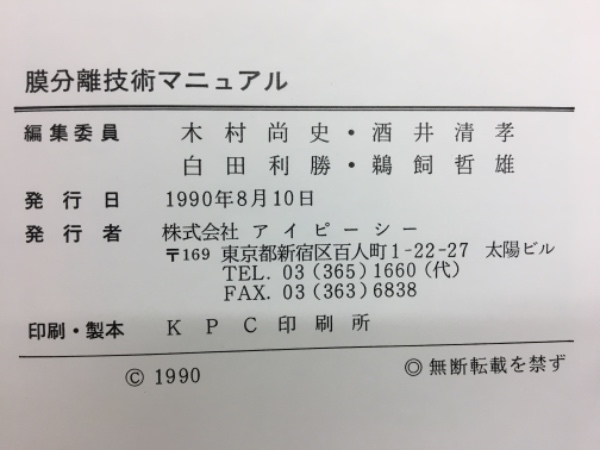 膜分離技術マニュアル
編集委員 木村尚史・酒井清孝
白田利勝・鵜飼哲雄
発行日 1990年8月10日
発行者 株式会社 アイピーシー
〒169 東京都新宿区百人町1-22-27 太陽ビル
TEL. 03(365)1660(代)
FAX. 03(363)6838
印刷・製本 KPC印刷所
© 1990 ◎無断転載を禁ず